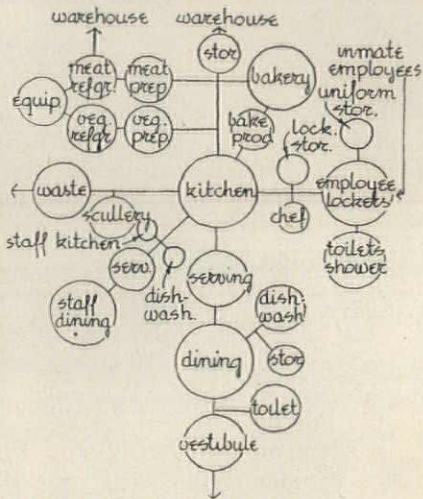 warehouse
warehouse
stor
meat
refgr.
meat
prep
bakery
inmate
employees
uniform
stor.
equip.
veg.
refgr
veg.
prep
bake
prod
lock.
stor.
waste
kitchen
employee
lockers
scullery
chef
staff kitchen
toilets
shower
serv.
serving
staff
dining
dish-
wash.
dish-
wash
dining
stor
toilet
vestibule